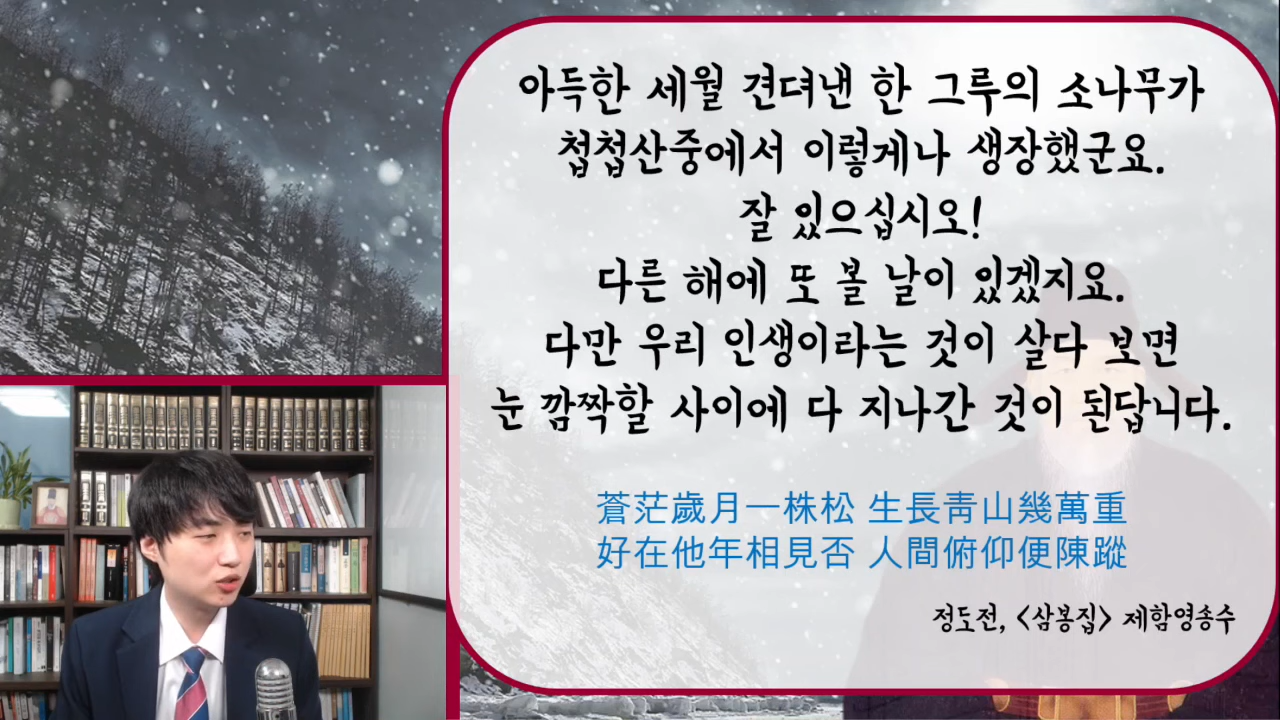 아득한 세월 견뎌낸 한 그루의 소나무가
첩첩산중에서 이렇게나 생장했군요.
잘 있으십시오!
다른 해에 또 볼 날이 있겠지요.
다만 우리 인생이라는 것이 살다 보면
눈 깜짝할 사이에 다 지나간 것이 된답니다.
蒼茫歲月一株松 生長靑山幾萬重
好在他年相見否 人間俯仰便陳蹤
정도전, <삼봉집> 제함영송수